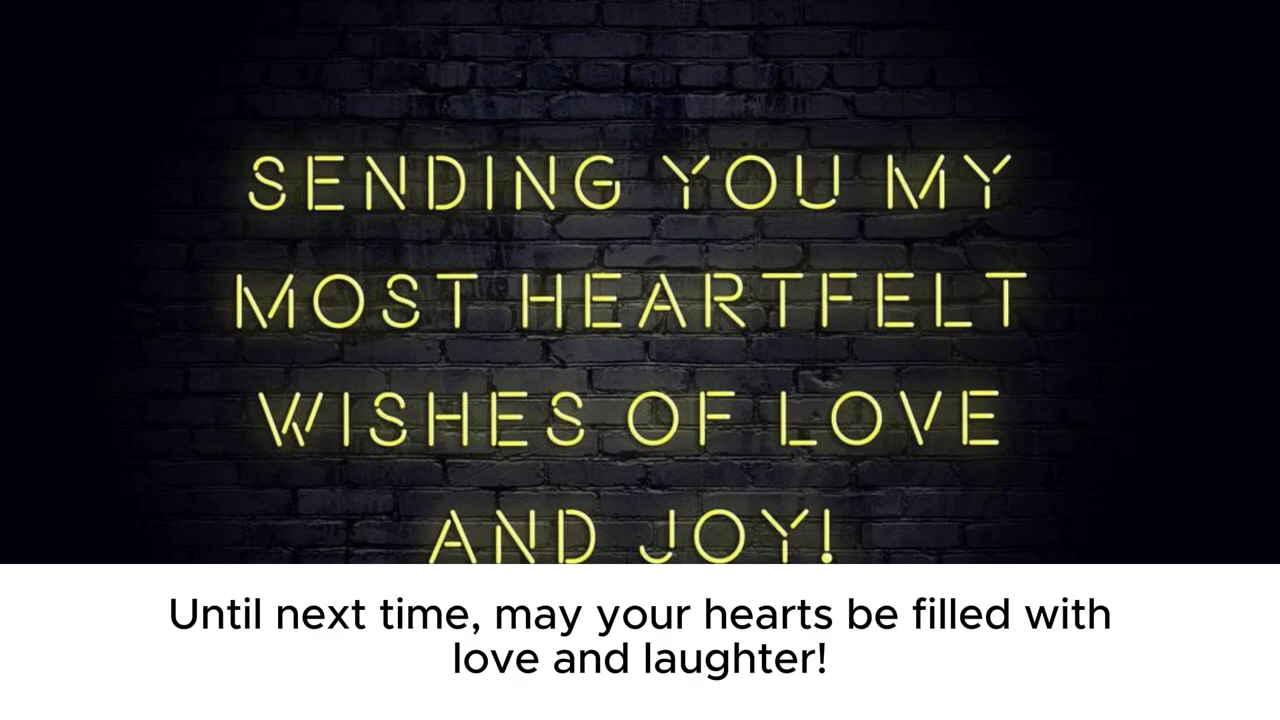 SENDING YOU MY
MOST HEARTFELT
WISHES OF LOVE
AND JOY!
Until next time, may your hearts be filled with
love and laughter!